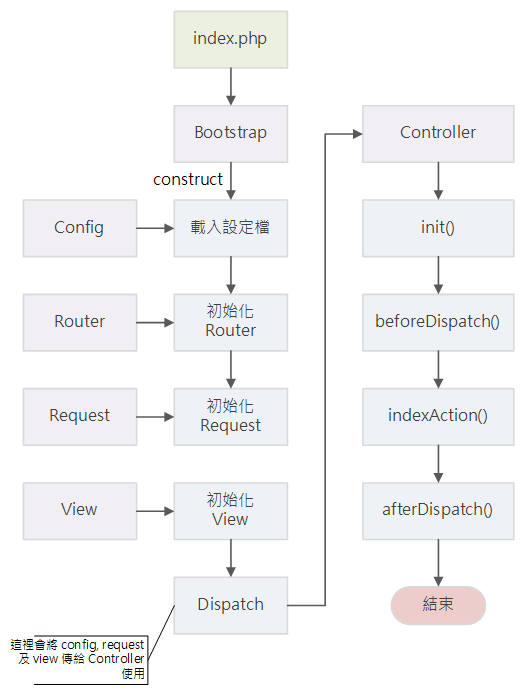 index.php
Bootstrap
construct
Config
載入設定檔
Router
初始化
Router
Request
初始化
Request
View
初始化
View
Dispatch
這裡會將 config, request
及 view 傳給 Controller
使用
Controller
init()
beforeDispatch()
indexAction()
afterDispatch()
結束